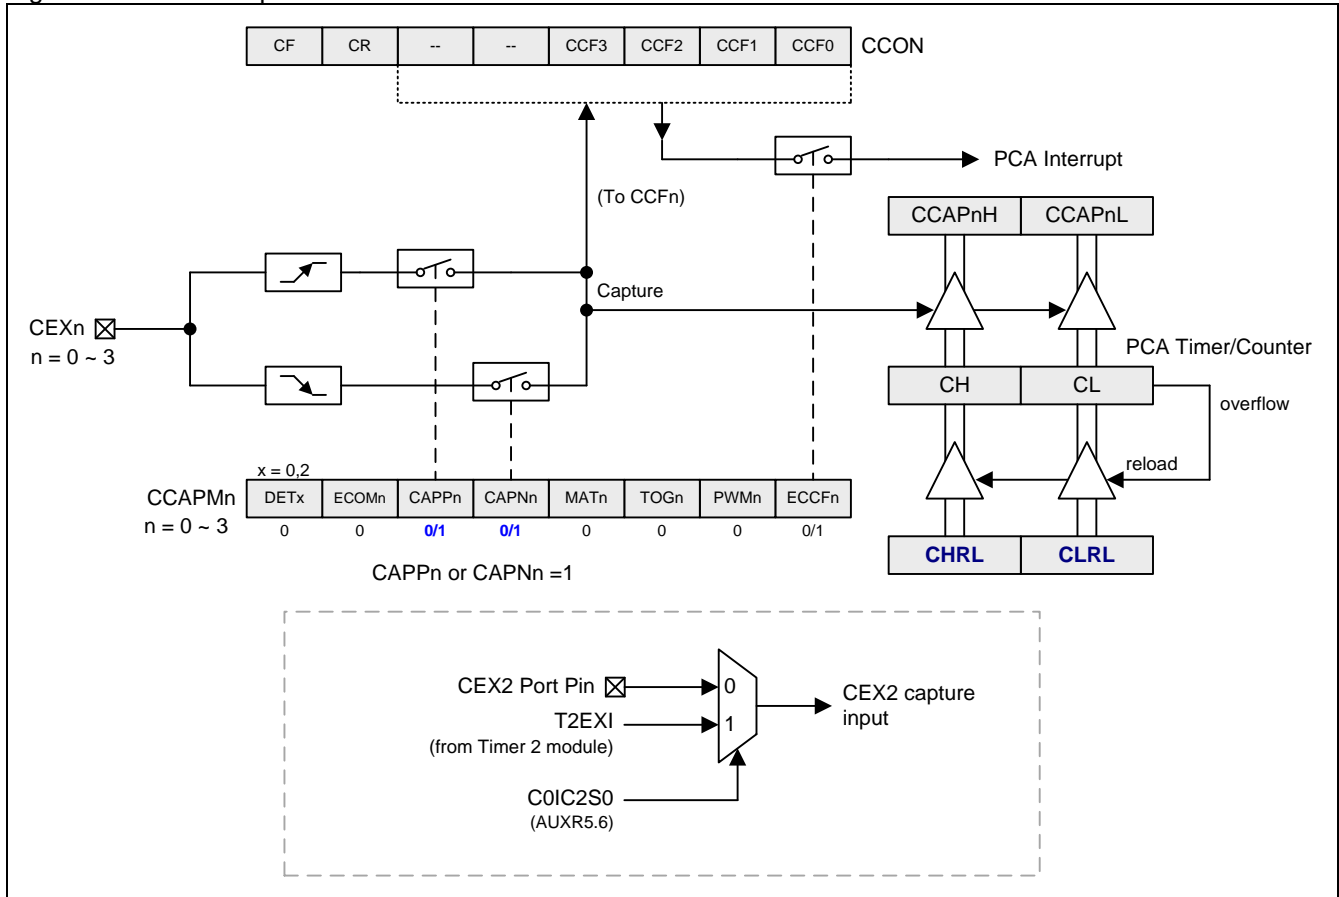 CF CR -- -- CCF3 CCF2 CCF1 CCF0 CCON
PCA Interrupt
(To CCFn)
CCAPnH CCAPnL
Capture
CEXn
n = 0 ~ 3
PCA Timer/Counter
CH CL
overflow
reload
x = 0,2
CCAPMn DETx ECOMn CAPPn CAPNn MATn TOGn PWMn ECCFn
n = 0 ~ 3 0 0 0/1 0/1 0 0 0 0/1
CHRL CLRL
CAPPn or CAPNn =1
CEX2 Port Pin 0 CEX2 capture
input
T2EXI 1
(from Timer 2 module)
C0IC2S0
(AUXR5.6)